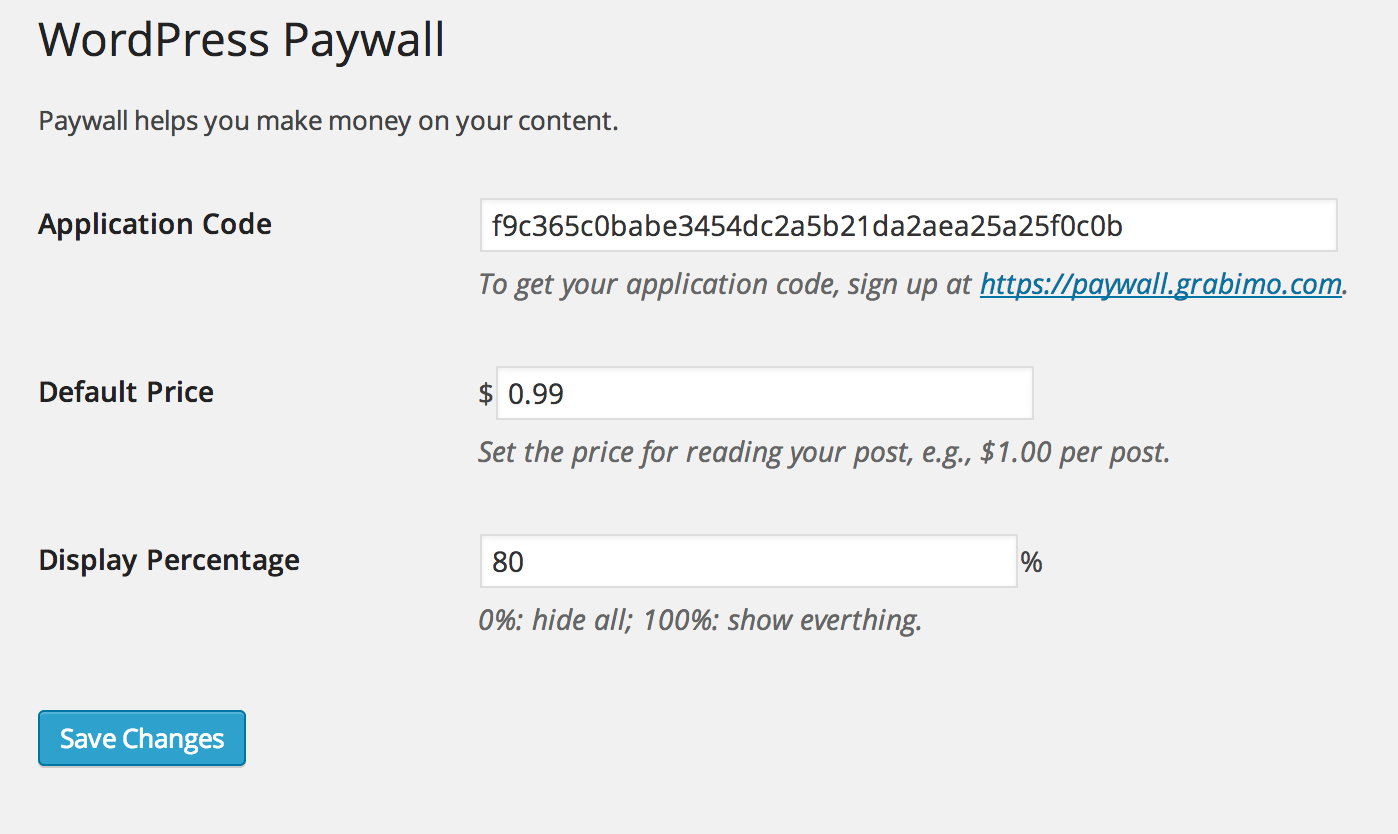 WordPress Paywall
Paywall helps you make money on your content.
Application Code
f9c365c0babe3454dc2a5b21da2aea25a25f0c0b
To get your application code, sign up at https://paywall.grabimo.com.
Default Price
$ 0.99
Set the price for reading your post, e.g., $1.00 per post.
Display Percentage
80 %
0%: hide all; 100%: show everthing.
Save Changes